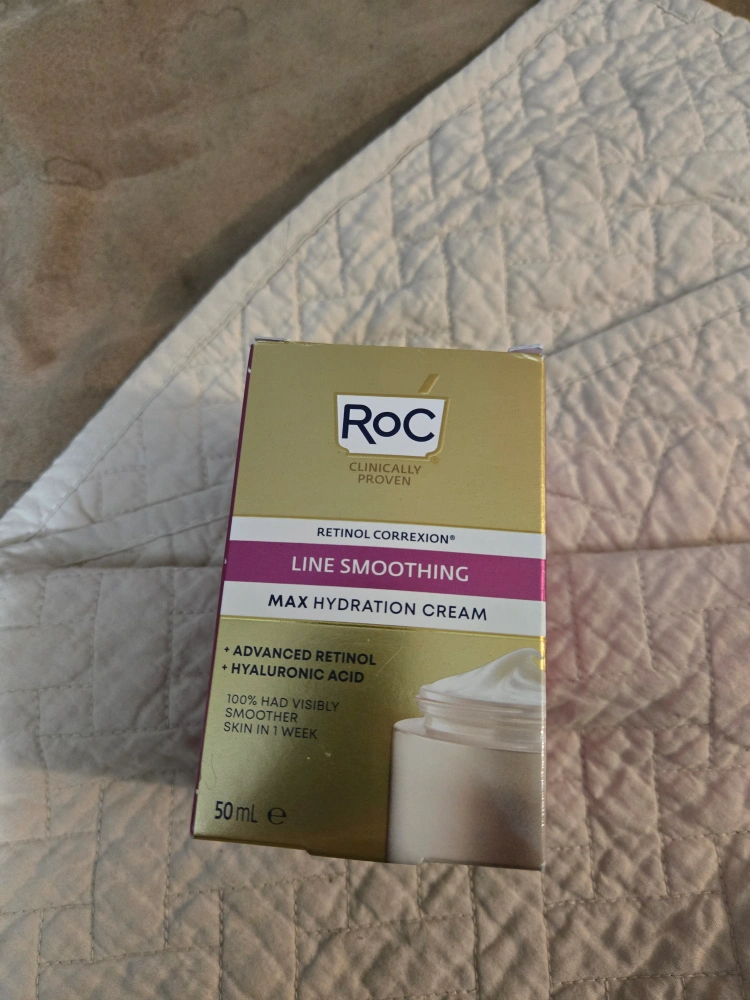 RoC
CLINICALLY
PROVEN
RETINOL CORREXION®
LINE SMOOTHING
MAX HYDRATION CREAM
+ ADVANCED RETINOL
+ HYALURONIC ACID
100% HAD VISIBLY
SMOOTHER
SKIN IN 1 WEEK
50 mL ℮